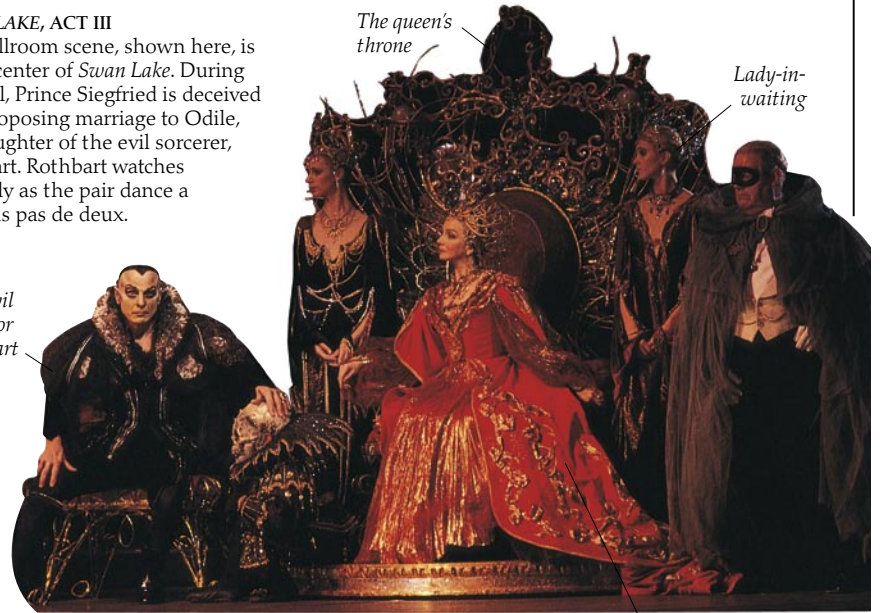 LAKE, ACT III
llroom scene, shown here, is
center of Swan Lake. During
l, Prince Siegfried is deceived
oposing marriage to Odile,
ughter of the evil sorcerer,
art. Rothbart watches
ly as the pair dance a
s pas de deux.
The queen's
throne
Lady-in-
waiting
vil
or
art